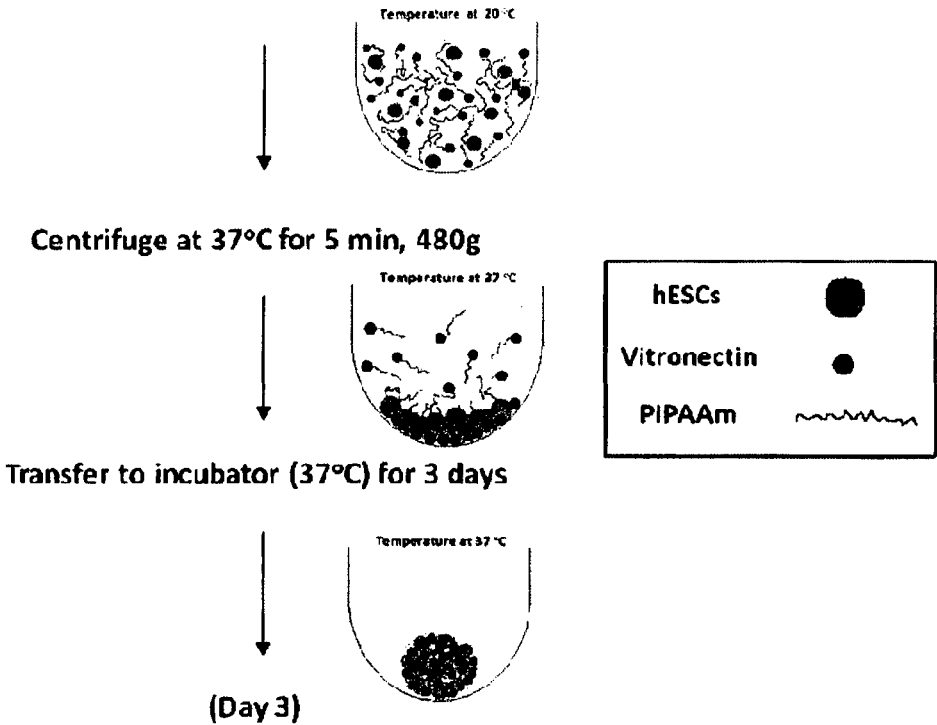 Temperature at 20 °C
Centrifuge at 37°C for 5 min, 480g
Temperature at 37 °C
hESCs
Vitronectin
PIPAAm
Transfer to incubator (37°C) for 3 days
Temperature at 37 °C
(Day 3)